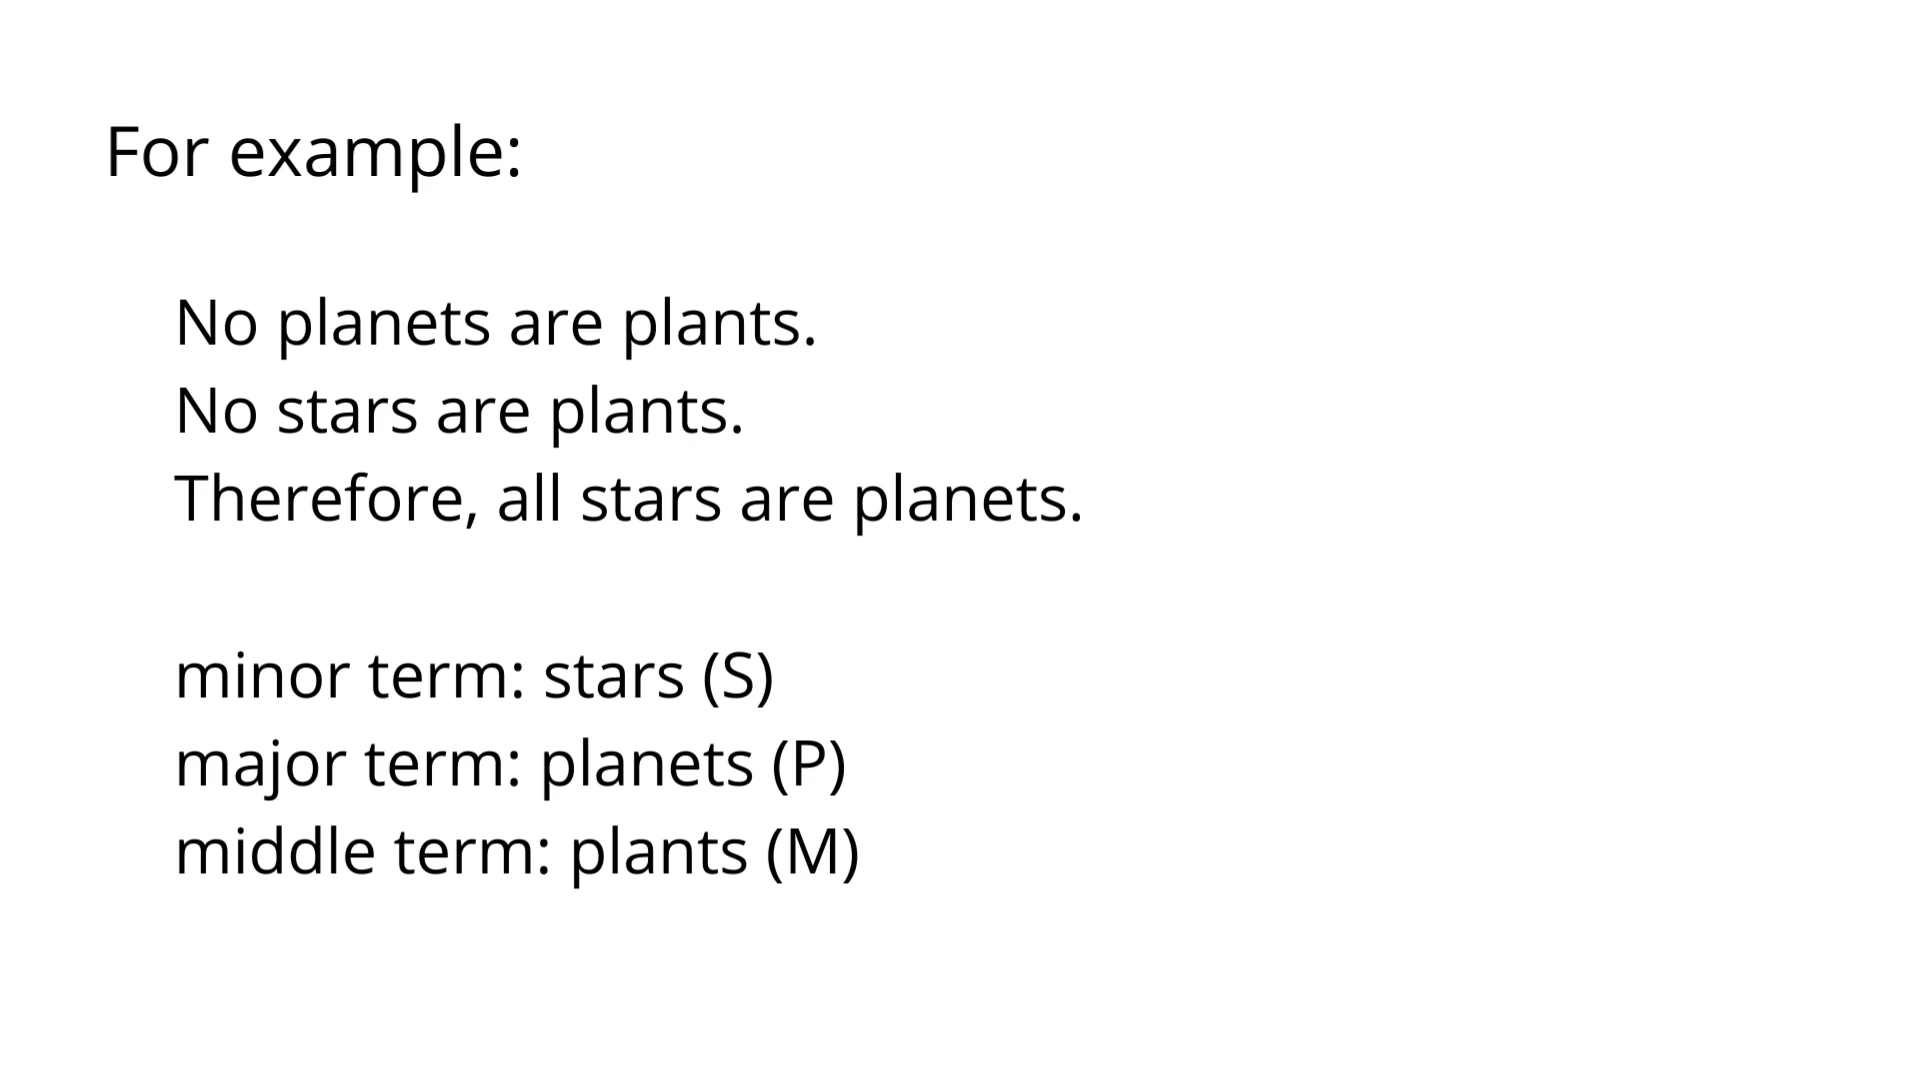 For example:
No planets are plants.
No stars are plants.
Therefore, all stars are planets.
minor term: stars (S)
major term: planets (P)
middle term: plants (M)